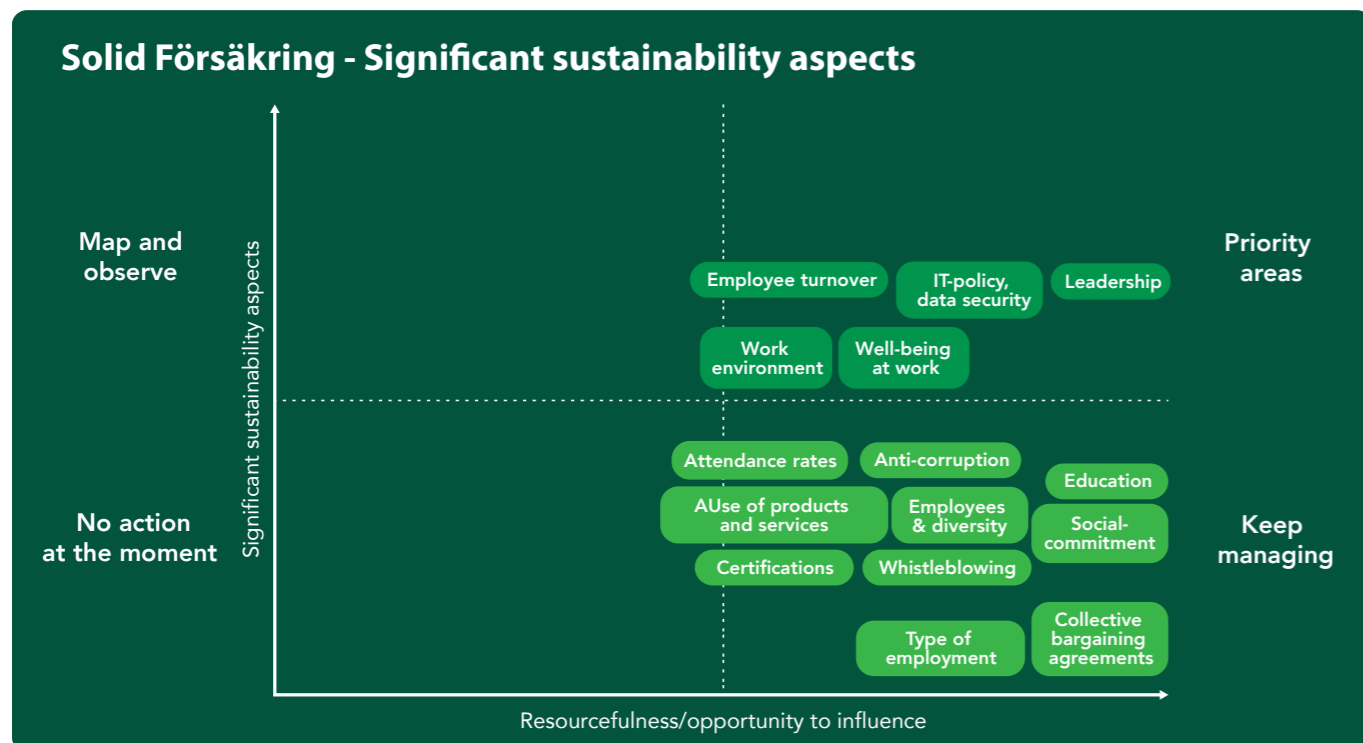 Solid Försäkring - Significant sustainability aspects
Map and
observe
No action
at the moment
Significant sustainability aspects
Employee turnover
IT-policy,
data security
Leadership
Work
environment
Well-being
at work
Priority
areas
Attendance rates
Anti-corruption
Education
AUse of products
and services
Employees
& diversity
Social-
commitment
Certifications
Whistleblowing
Type of
employment
Collective
bargaining
agreements
Keep
managing
Resourcefulness/opportunity to influence